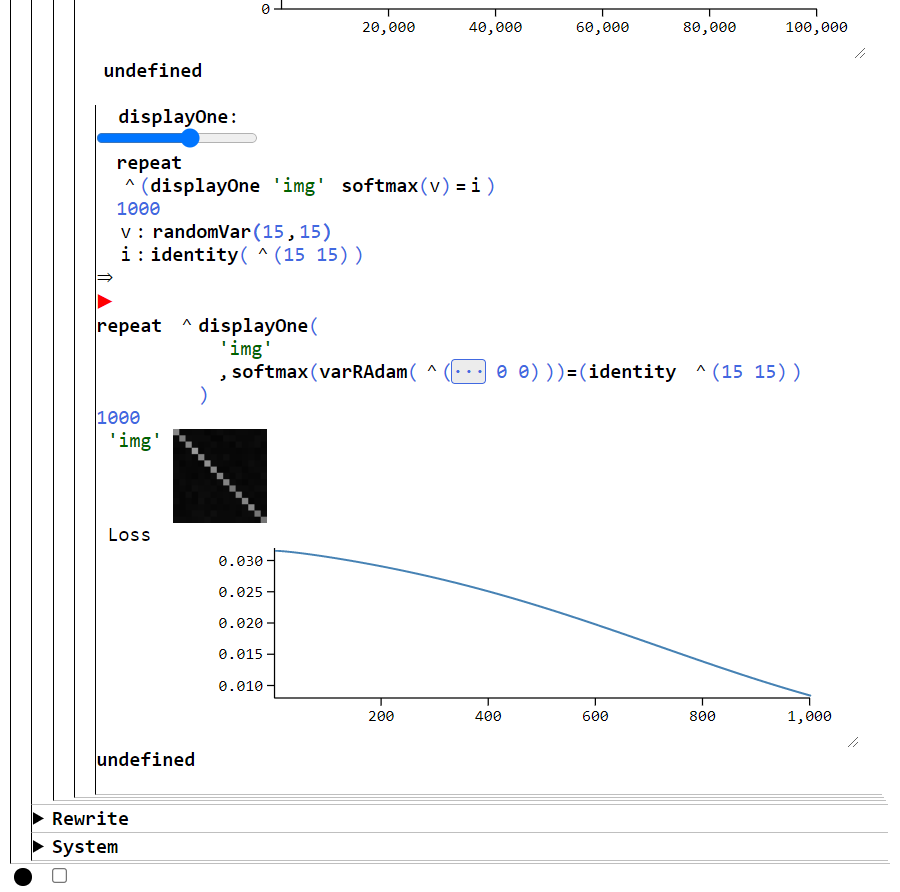 0
20,000 40,000 60,000 80,000 100,000
undefined
displayOne:
repeat
^(displayOne 'img' softmax(v)=i)
1000
v:randomVar(15,15)
i:identity(^(15 15))
⇒
▶
repeat ^displayOne(
'img'
,softmax(varRAdam(^(··· 0 0)))=(identity ^(15 15))
)
1000
'img'
Loss
0.030
0.025
0.020
0.015
0.010
200 400 600 800 1,000
undefined
▶ Rewrite
▶ System